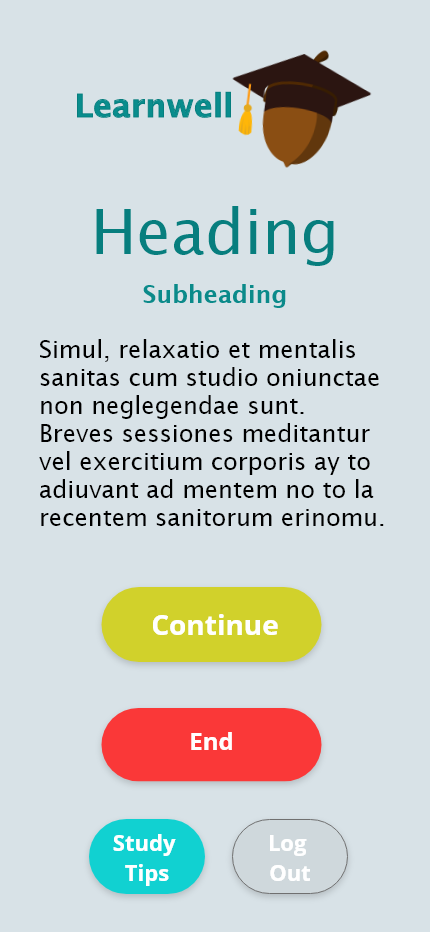 Learnwell
Heading
Subheading
Simul, relaxatio et mentalis
sanitas cum studio oniunctae
non neglegendae sunt.
Breves sessiones meditantur
vel exercitium corporis ay to
adiuvant ad mentem no to la
recentem sanitorum erinomu.
Continue
End
Study
Tips
Log
Out